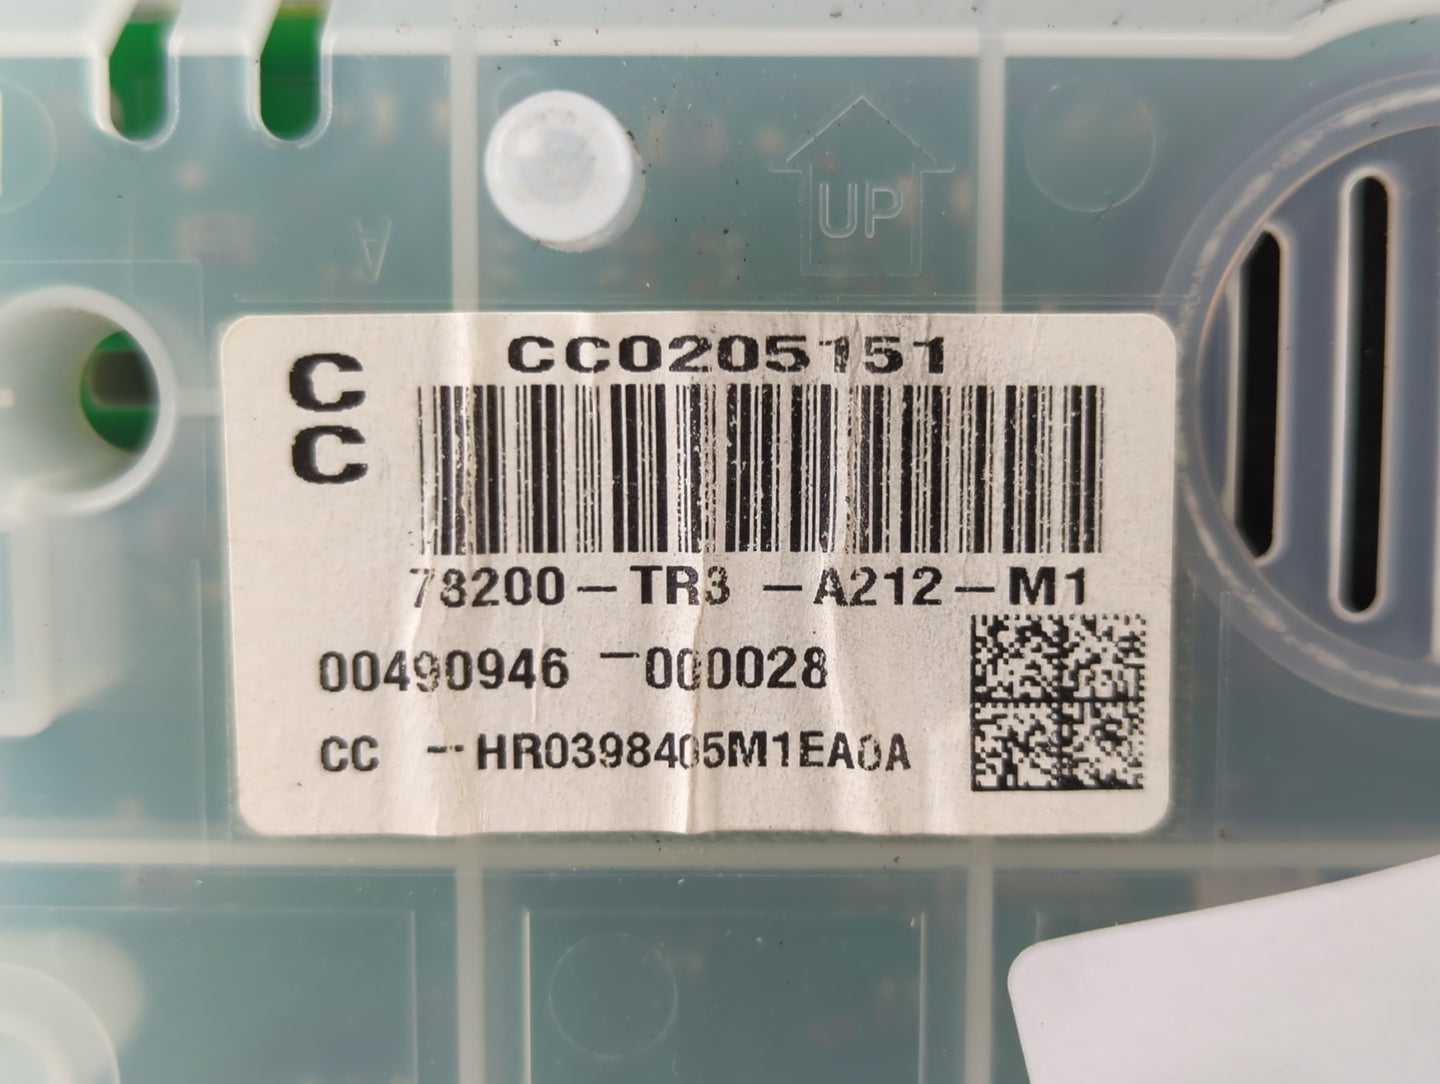 UP
A
C
C
CC0205151
78200-TR3 -A212-M1
00490946 -000028
CC -HR0398405M1EA0A